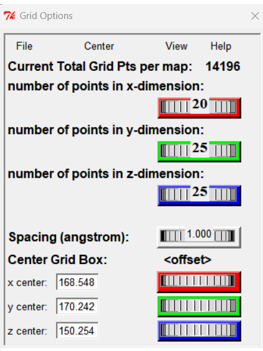 7k Grid Options
File Center View Help
Current Total Grid Pts per map: 14196
number of points in x-dimension:
20
number of points in y-dimension:
25
number of points in z-dimension:
25
Spacing (angstrom): 1.000
Center Grid Box: <offset>
x center: 168.548
y center: 170.242
z center: 150.254